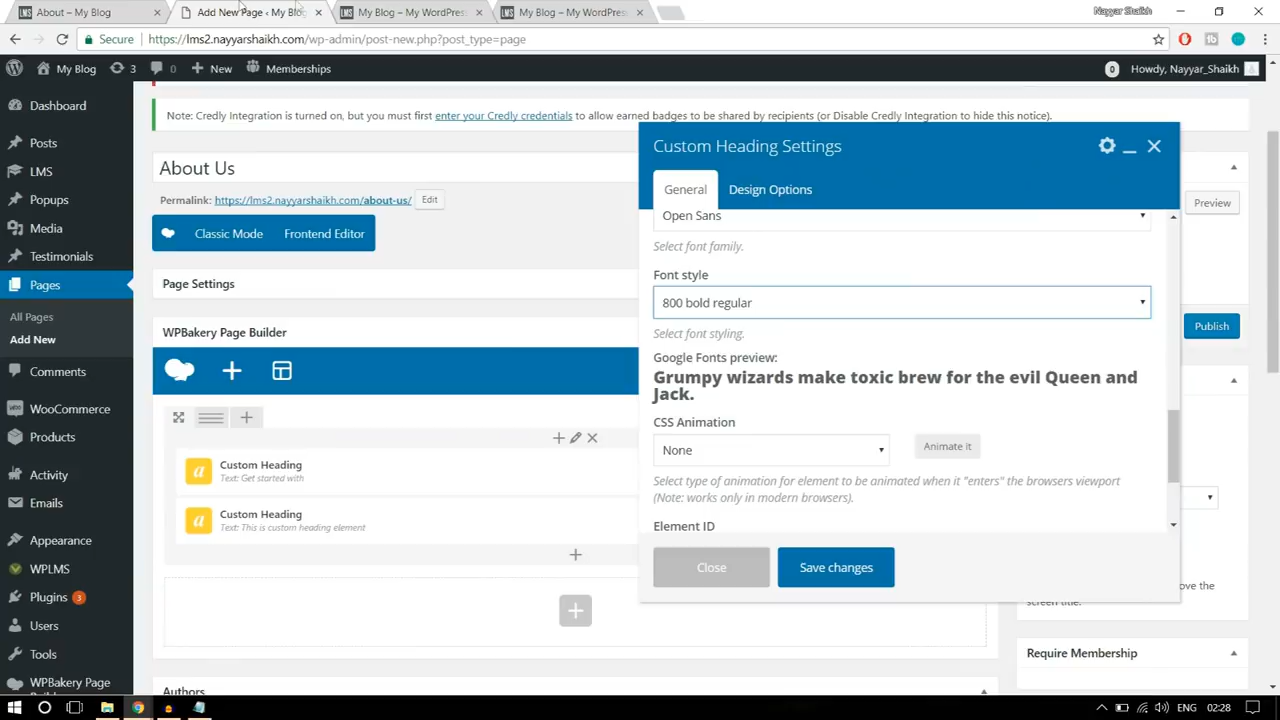 About – My Blog
Add New Page ‹ My Blog
My Blog – My WordPress
My Blog – My WordPress
Nayyar Shaikh
Secure
https://lms2.nayyarshaikh.com/wp-admin/post-new.php?post_type=page
My Blog
3
0
New
Memberships
0
Howdy, Nayyar_Shaikh
Dashboard
Posts
LMS
Popups
Media
Testimonials
Pages
All Pages
Add New
Comments
WooCommerce
Products
Activity
Emails
Appearance
WPLMS
Plugins 3
Users
Tools
WPBakery Page
Note: Credly Integration is turned on, but you must first enter your Credly credentials to allow earned badges to be shared by recipients (or Disable Credly Integration to hide this notice).
About Us
Permalink: https://lms2.nayyarshaikh.com/about-us/ Edit
Classic Mode
Frontend Editor
Page Settings
WPBakery Page Builder
Custom Heading
Text: Get started with
Custom Heading
Text: This is custom heading element
Authors
Custom Heading Settings
General
Design Options
Open Sans
Select font family.
Font style
800 bold regular
Select font styling.
Google Fonts preview:
Grumpy wizards make toxic brew for the evil Queen and
Jack.
CSS Animation
None
Animate it
Select type of animation for element to be animated when it "enters" the browsers viewport
(Note: works only in modern browsers).
Element ID
Close
Save changes
Preview
Publish
the
screen title.
Require Membership
ENG
02:28